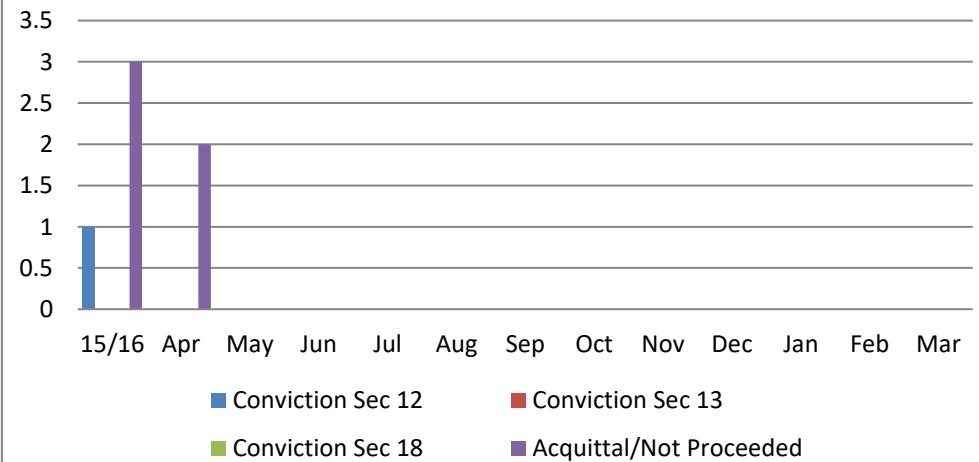 3.5
3
2.5
2
1.5
1
0.5
0
15/16 Apr May Jun Jul Aug Sep Oct Nov Dec Jan Feb Mar
Conviction Sec 12 Conviction Sec 13
Conviction Sec 18 Acquittal/Not Proceeded